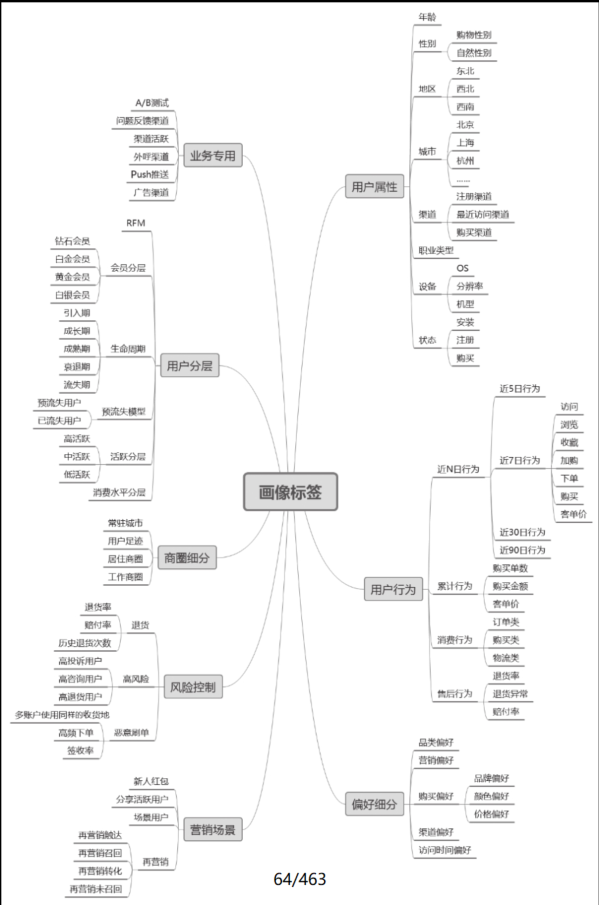 画像标签
用户属性
年龄
性别
购物性别
自然性别
地区
东北
西北
西南
城市
北京
上海
杭州
......
渠道
注册渠道
最近访问渠道
购买渠道
职业类型
设备
OS
分辨率
机型
状态
安装
注册
购买
用户行为
近N日行为
近5日行为
近7日行为
访问
浏览
收藏
加购
下单
购买
客单价
近30日行为
近90日行为
累计行为
购买单数
购买金额
客单价
消费行为
订单类
购买类
物流类
售后行为
退货率
退货异常
赔付率
偏好细分
品类偏好
营销偏好
购买偏好
品牌偏好
颜色偏好
价格偏好
渠道偏好
访问时间偏好
业务专用
A/B测试
问题反馈渠道
渠道活跃
外呼渠道
Push推送
广告渠道
用户分层
RFM
会员分层
钻石会员
白金会员
黄金会员
白银会员
生命周期
引入期
成长期
成熟期
衰退期
流失期
预流失模型
预流失用户
已流失用户
活跃分层
高活跃
中活跃
低活跃
消费水平分层
商圈细分
常驻城市
用户足迹
居住商圈
工作商圈
风险控制
退货
退货率
赔付率
历史退货次数
高风险
高投诉用户
高咨询用户
高退货用户
恶意刷单
多账户使用同样的收货地
高频下单
签收率
营销场景
新人红包
分享活跃用户
场景用户
再营销
再营销触达
再营销召回
再营销转化
再营销未召回
64/463